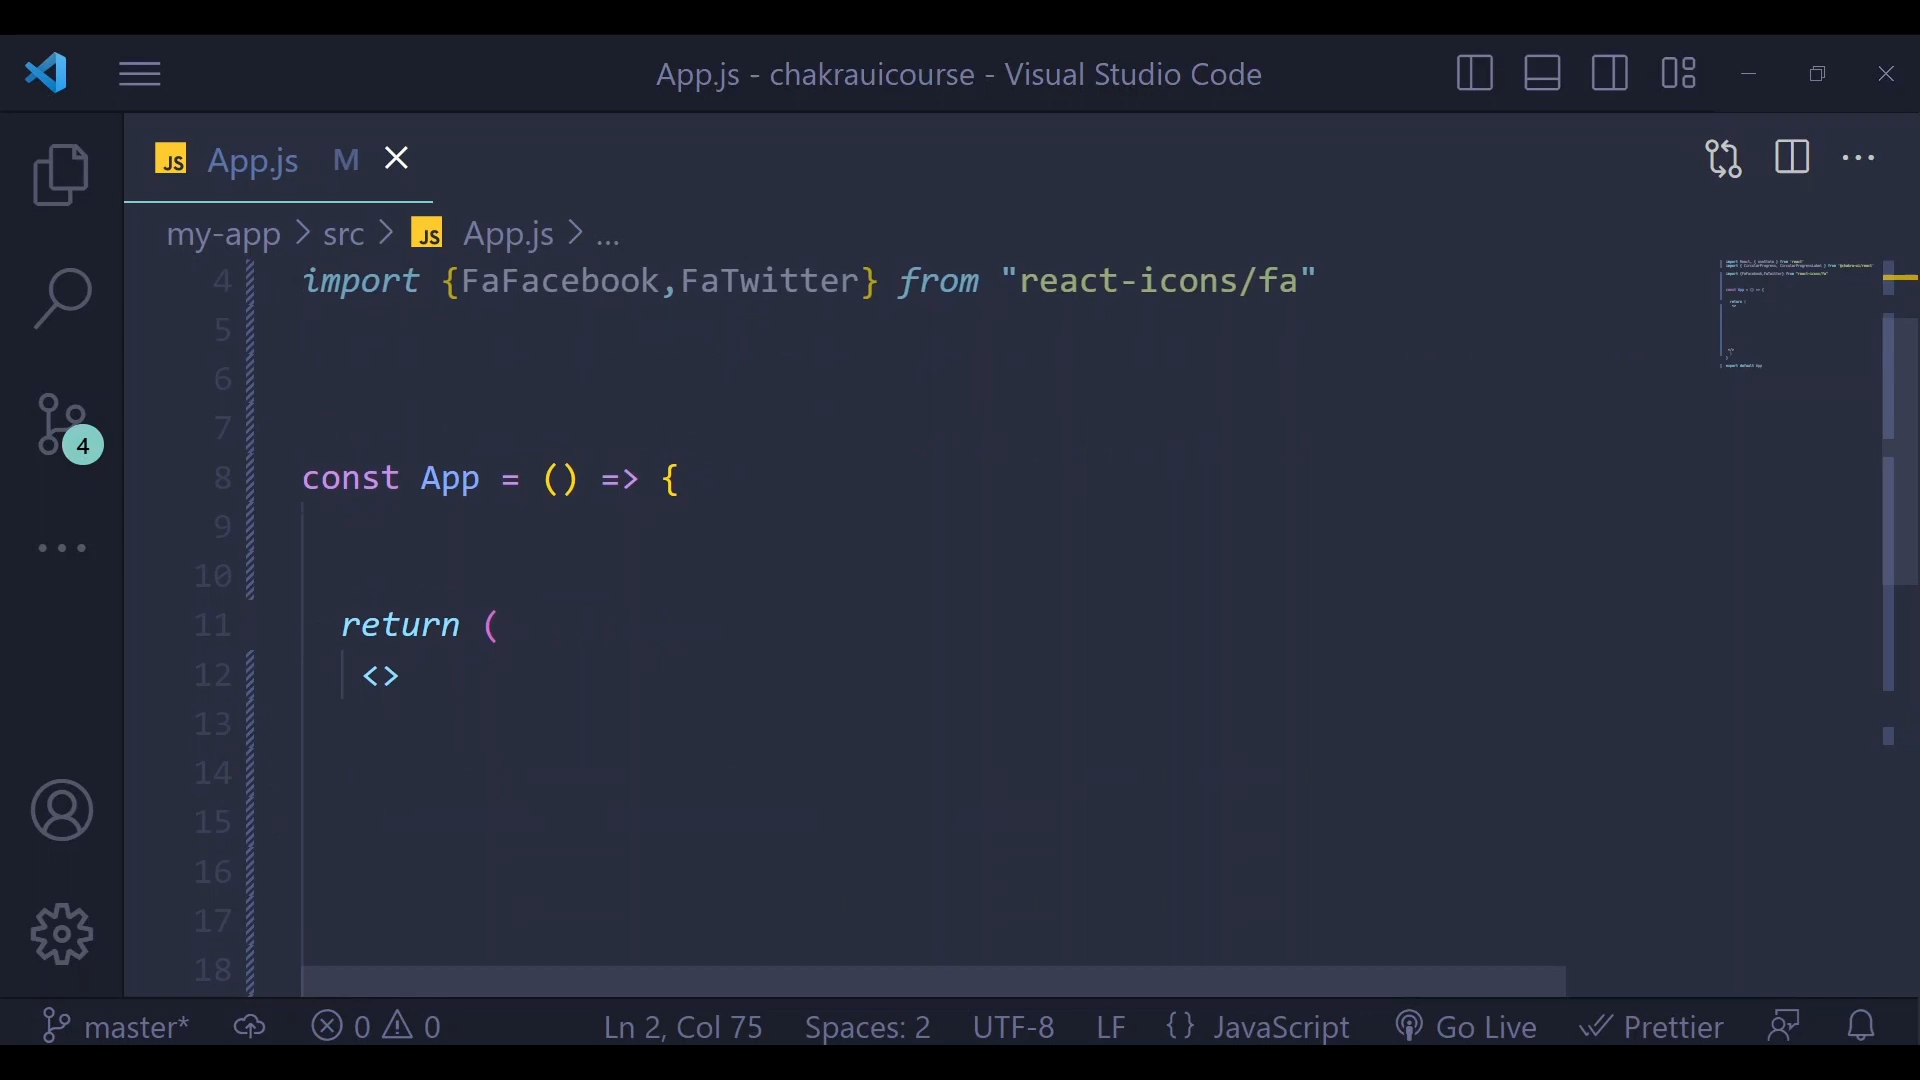 App.js - chakrauicourse - Visual Studio Code
JS App.js M
my-app > src > JS App.js > ...
4 import {FaFacebook,FaTwitter} from "react-icons/fa"
5
6
7
8 const App = () => {
9
10
11 return (
12 <>
13
14
15
16
17
18
4
master* 0 0 Ln 2, Col 75 Spaces: 2 UTF-8 LF {} JavaScript Go Live Prettier